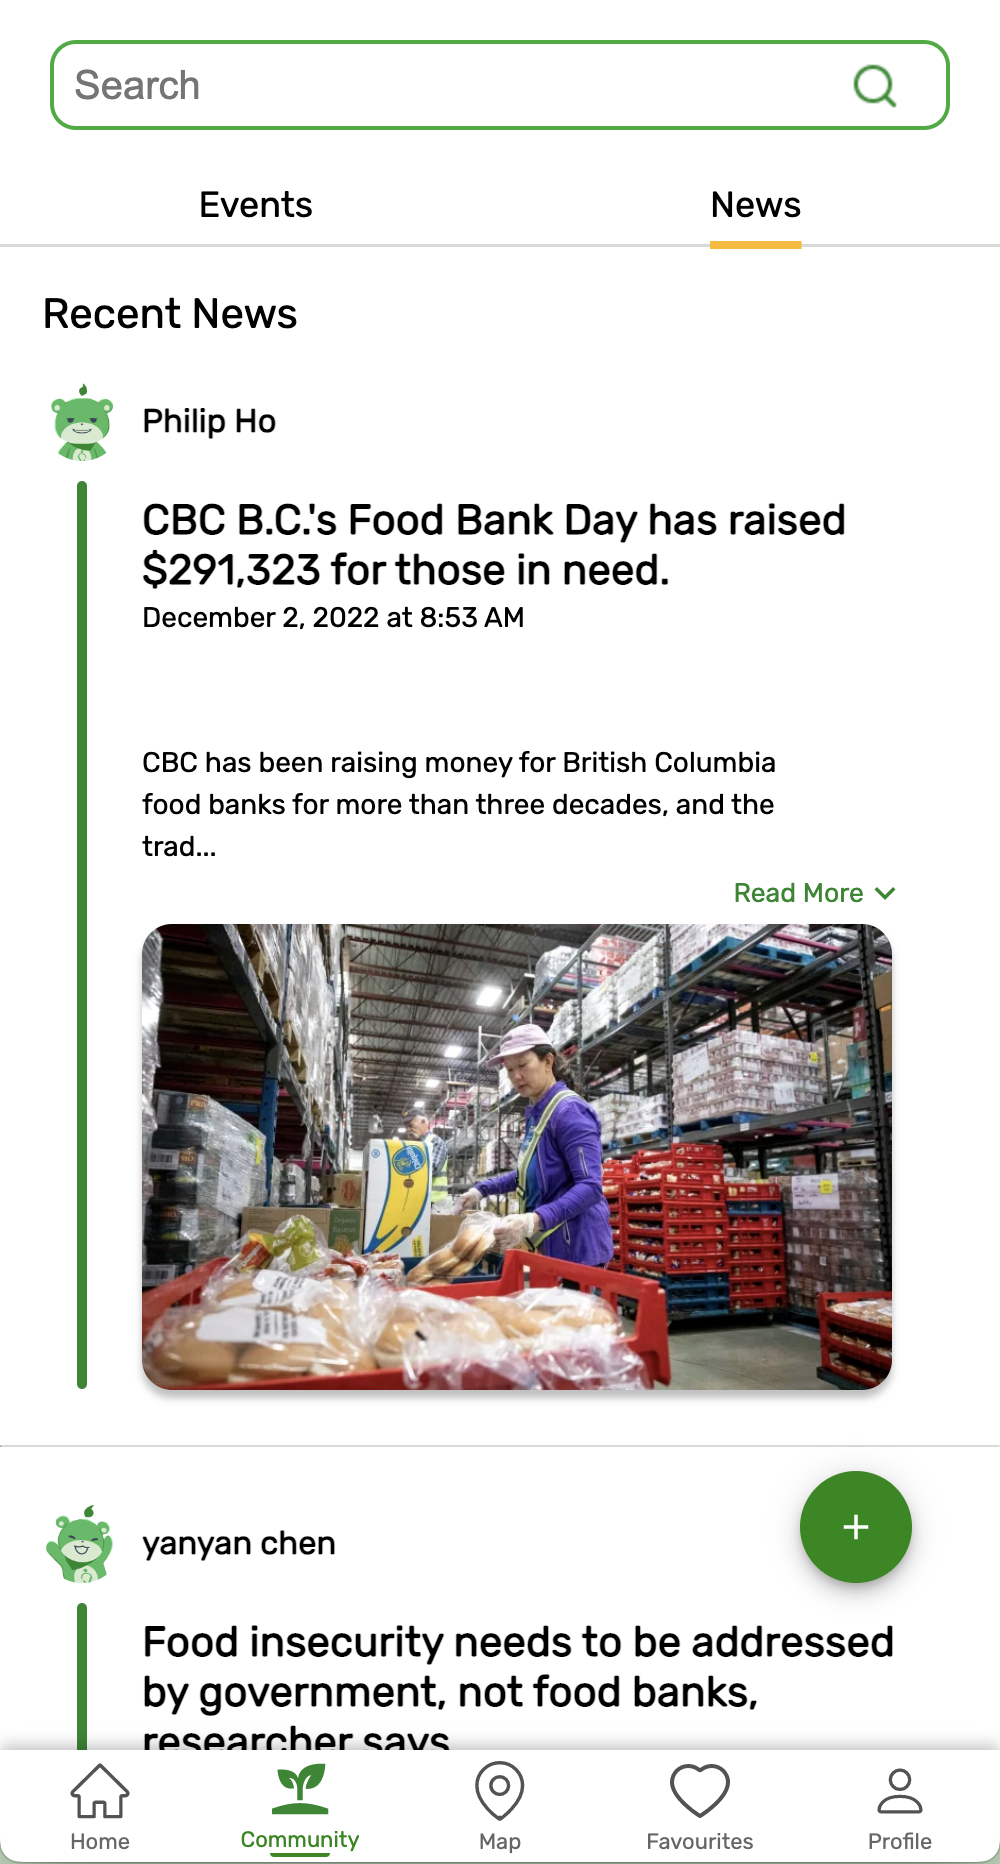 Search
Events
News
Recent News
Philip Ho
CBC B.C.'s Food Bank Day has raised
$291,323 for those in need.
December 2, 2022 at 8:53 AM
CBC has been raising money for British Columbia
food banks for more than three decades, and the
trad...
Read More
yanyan chen
Food insecurity needs to be addressed
by government, not food banks,
researcher says
Home
Community
Map
Favourites
Profile